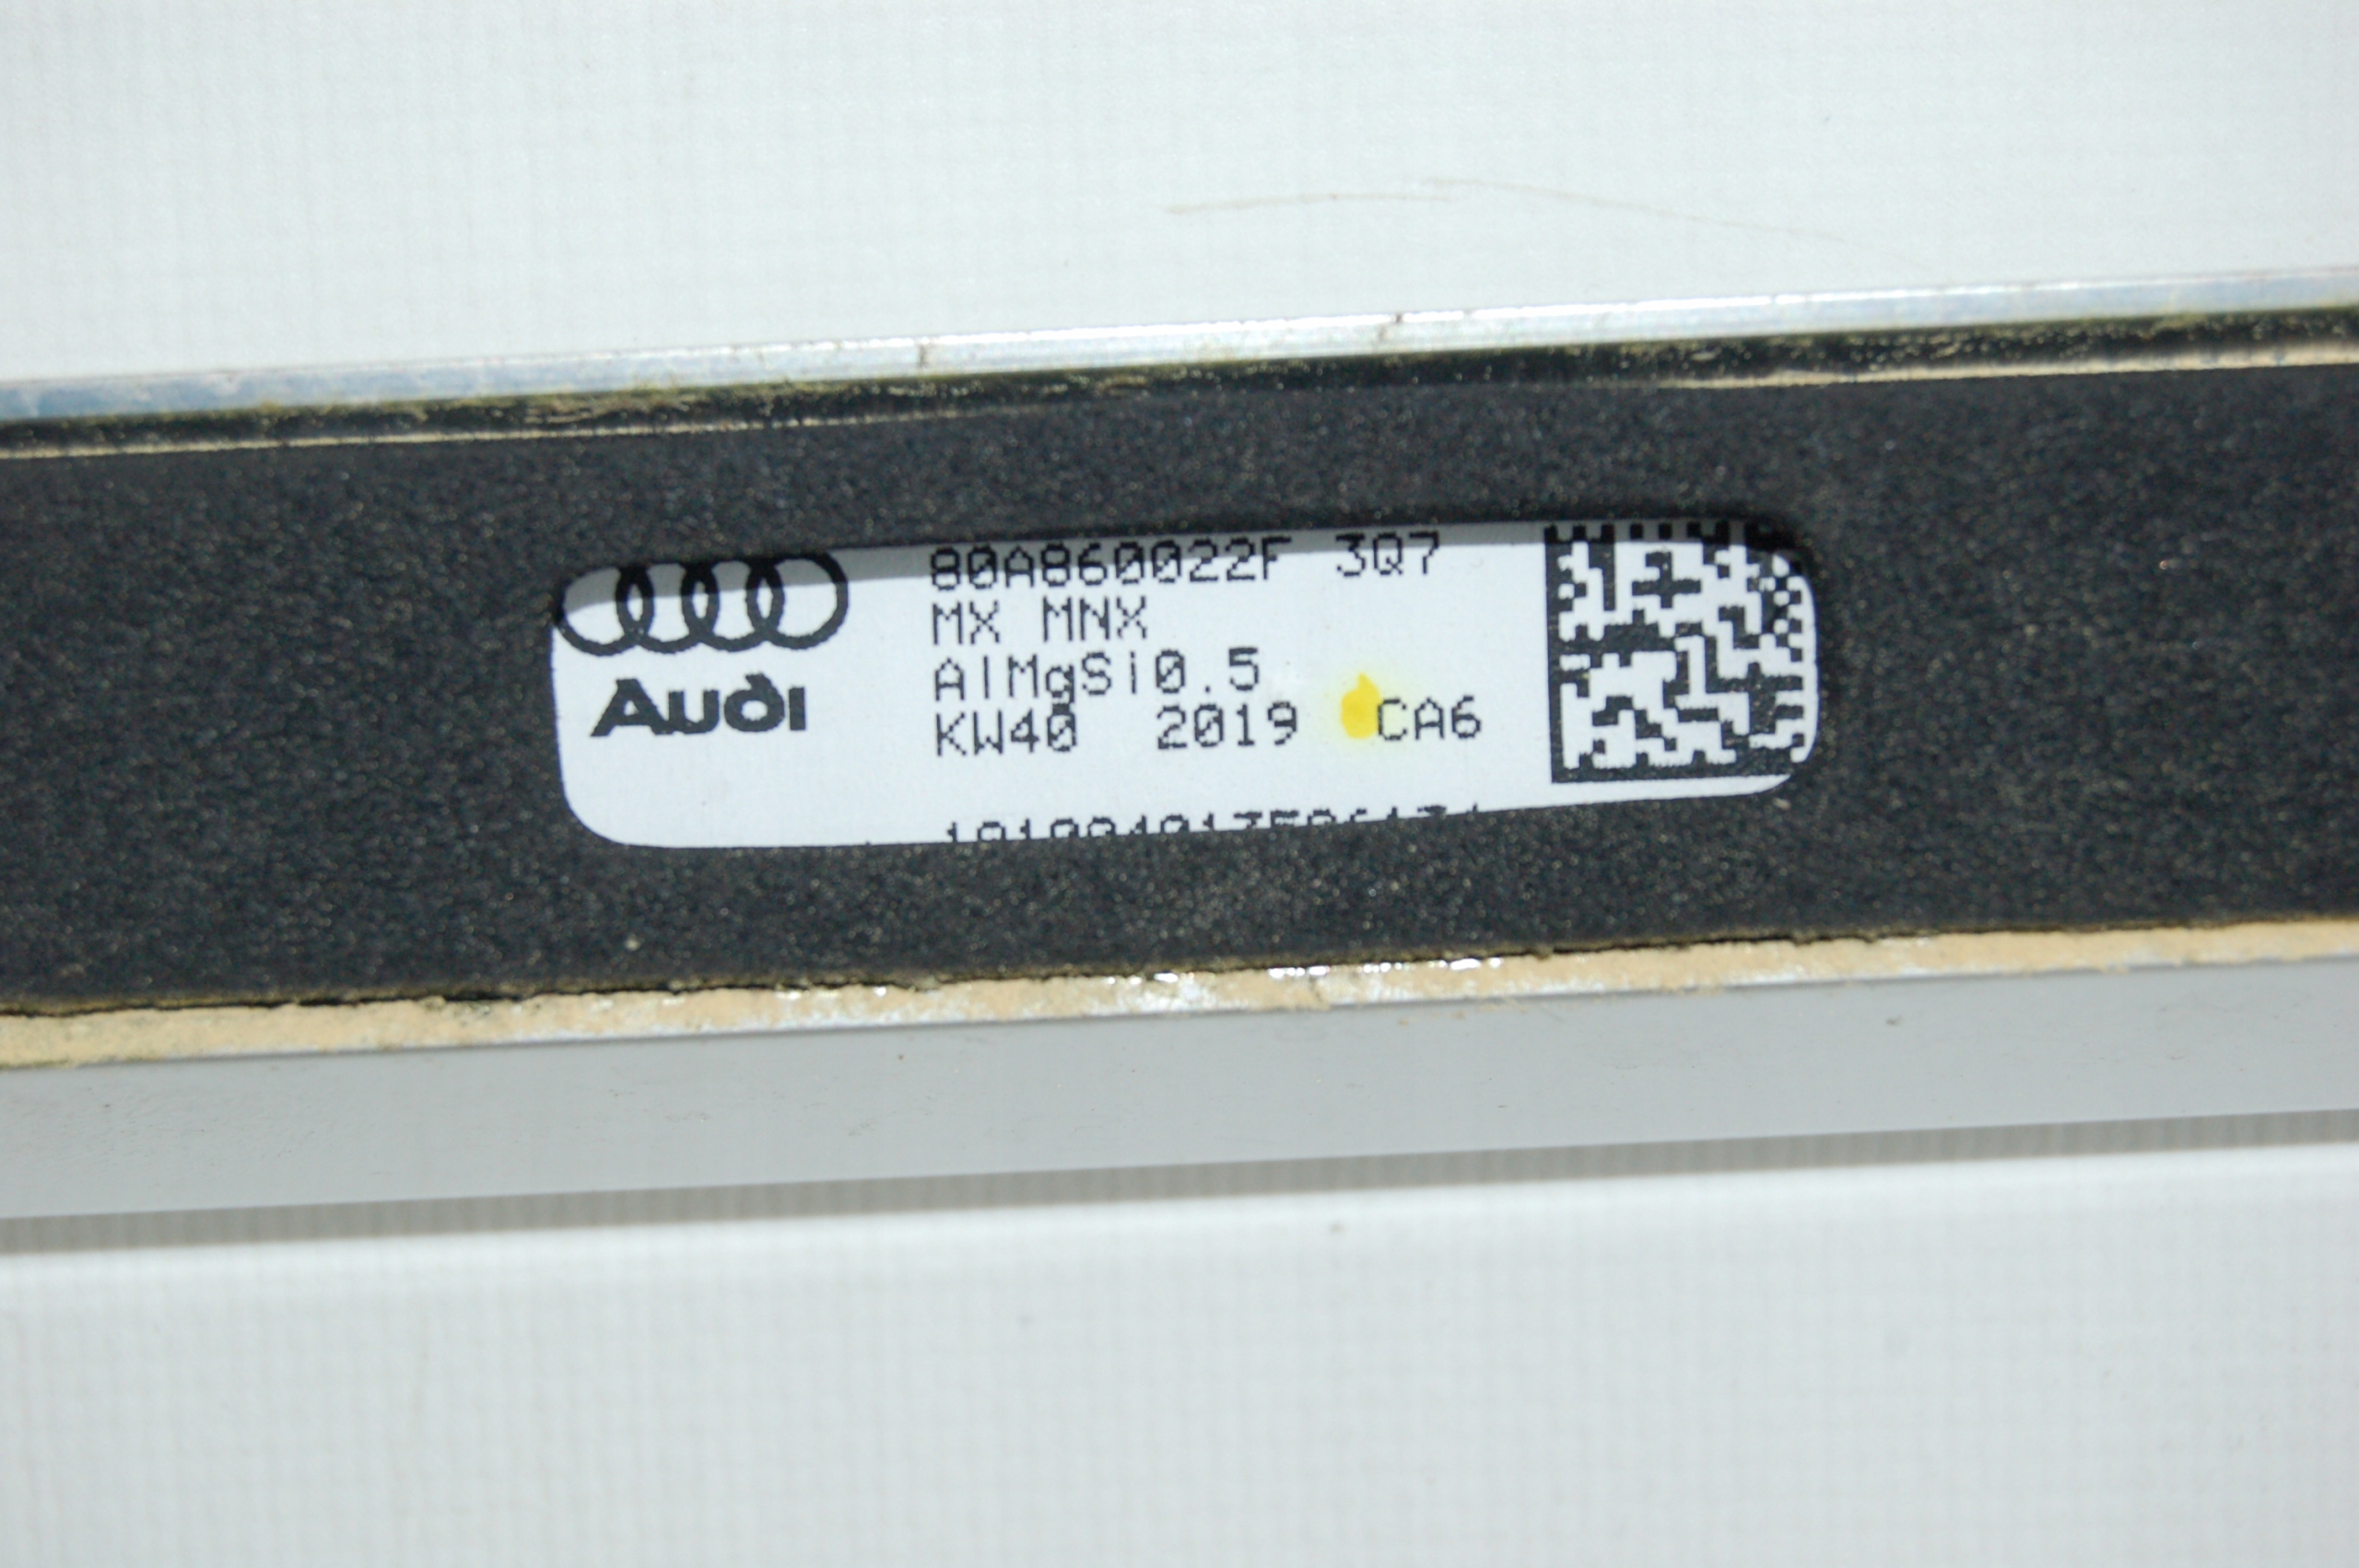 80A860022F 3Q7
MX MNX
AlMgSi0.5
KW40 2019 CA6
Audi